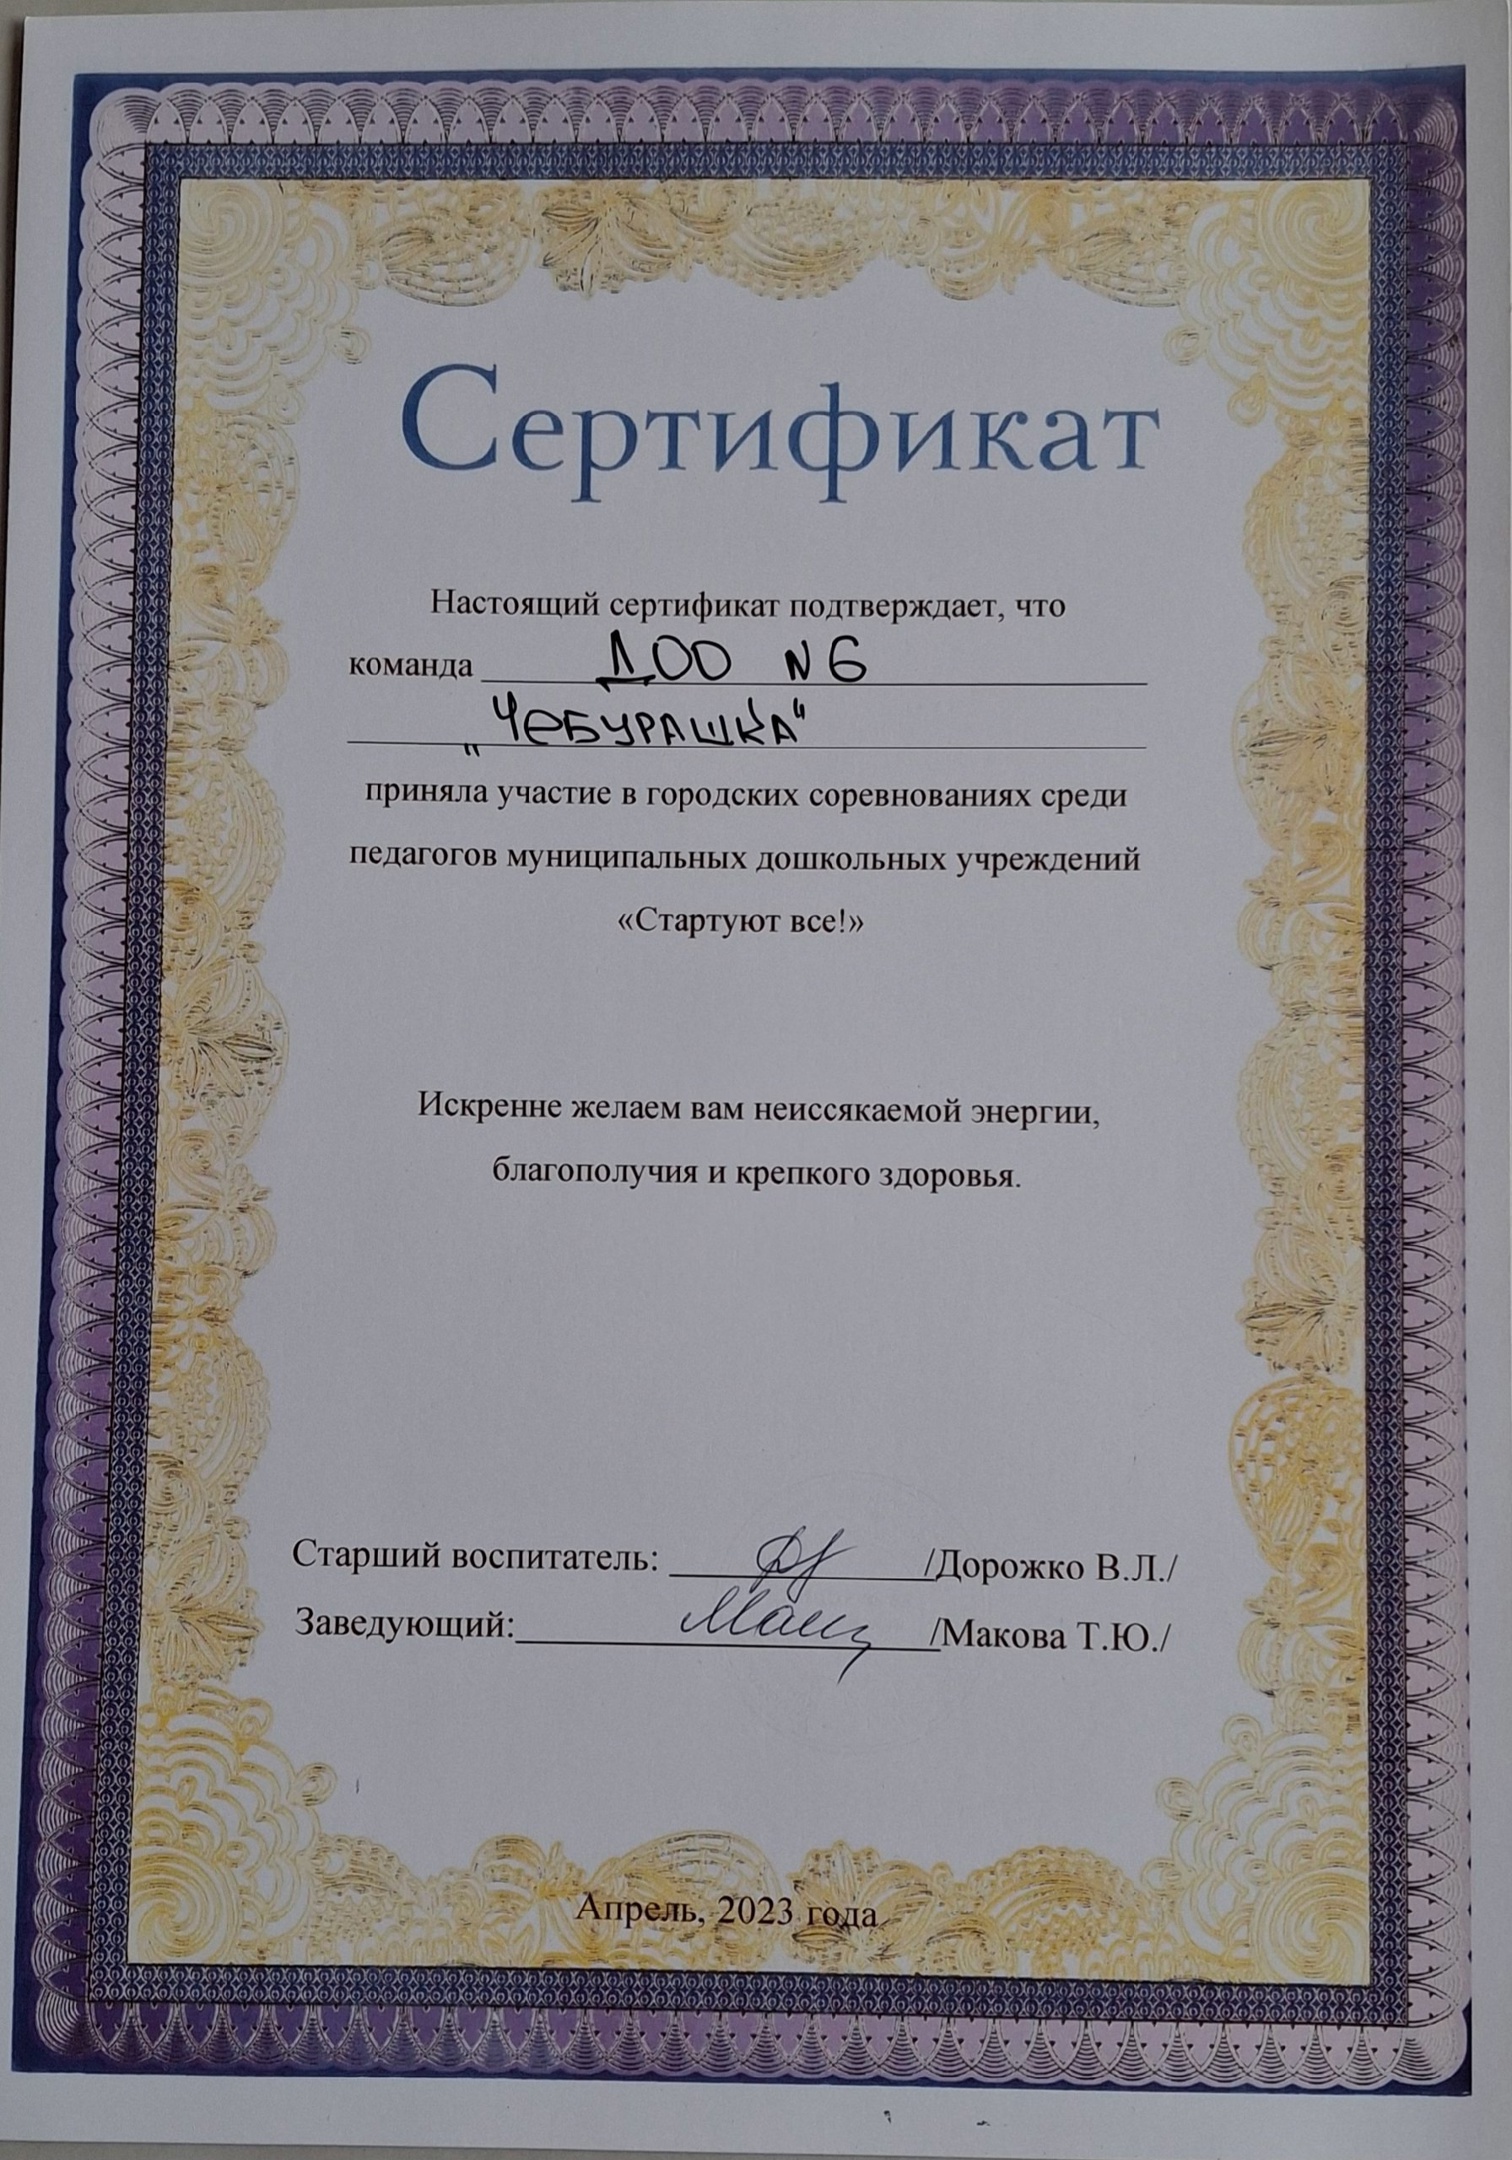 Сертификат
Настоящий сертификат подтверждает, что
команда ДОО N6
„Чебурашка“
приняла участие в городских соревнованиях среди
педагогов муниципальных дошкольных учреждений
«Стартуют все!»
Искренне желаем вам неиссякаемой энергии,
благополучия и крепкого здоровья.
Старший воспитатель: /Дорожко В.Л./
Заведующий: /Макова Т.Ю./
Апрель, 2023 года